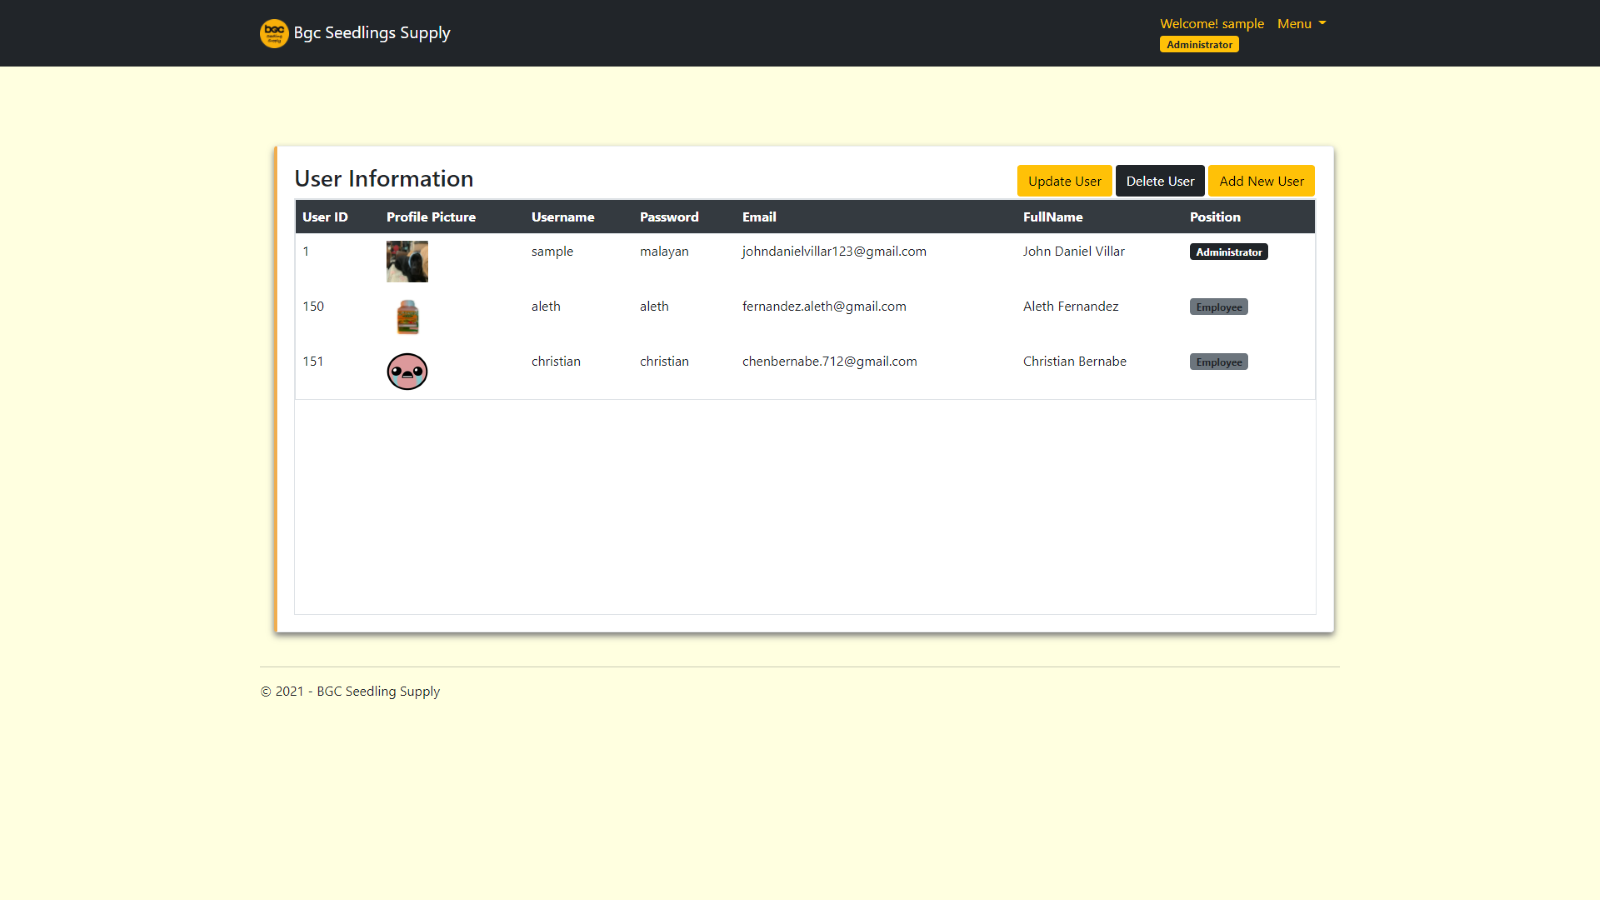 Bgc Seedlings Supply
Welcome! sample Menu
Administrator
User Information
Update User Delete User Add New User
User ID Profile Picture Username Password Email FullName Position
1 sample malayan johndanielvillar123@gmail.com John Daniel Villar Administrator
150 aleth aleth fernandez.aleth@gmail.com Aleth Fernandez Employee
151 christian christian chenbernabe.712@gmail.com Christian Bernabe Employee
© 2021 - BGC Seedling Supply